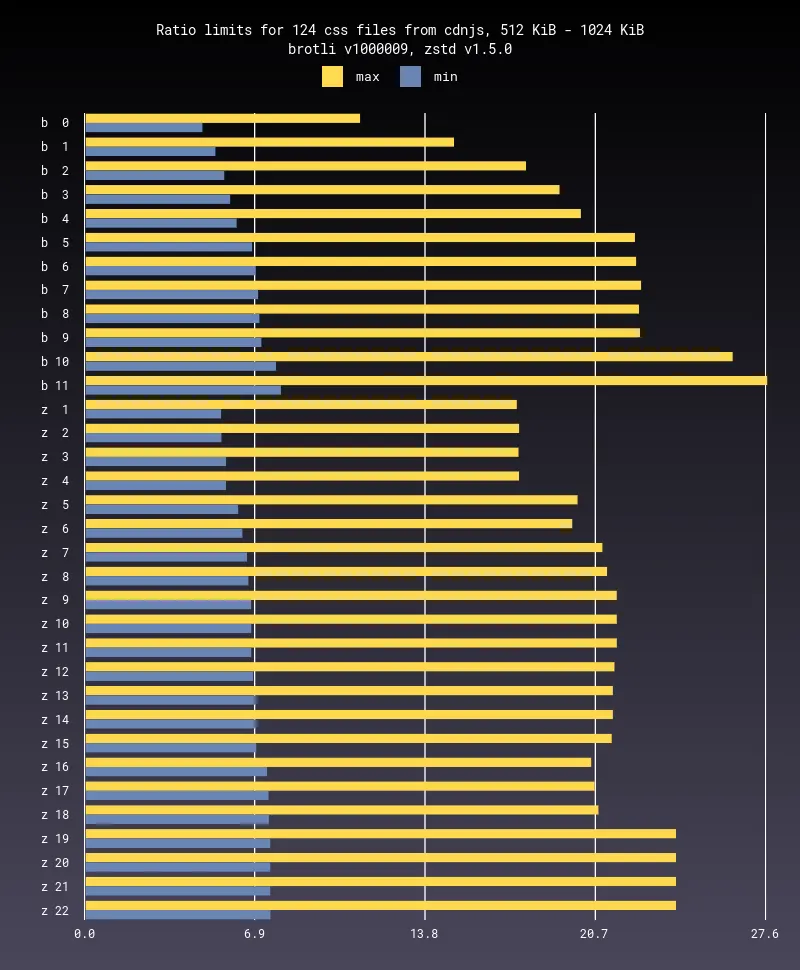 Ratio limits for 124 css files from cdnjs, 512 KiB - 1024 KiB
brotli v1000009, zstd v1.5.0
max min
b 0
b 1
b 2
b 3
b 4
b 5
b 6
b 7
b 8
b 9
b 10
b 11
z 1
z 2
z 3
z 4
z 5
z 6
z 7
z 8
z 9
z 10
z 11
z 12
z 13
z 14
z 15
z 16
z 17
z 18
z 19
z 20
z 21
z 22
0.0 6.9 13.8 20.7 27.6